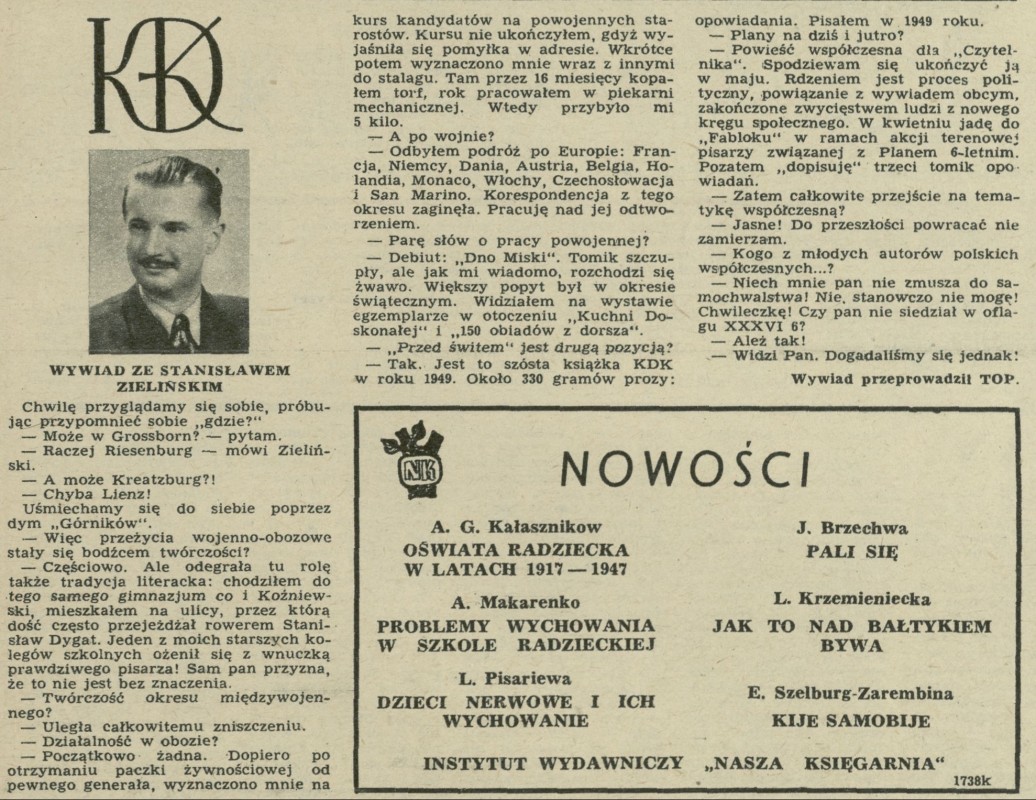 KDK
WYWIAD ZE STANISŁAWEM
ZIELIŃSKIM
Chwilę przyglądamy się sobie, próbu-
jąc przypomnieć sobie „gdzie?"
— Może w Grossborn? — pytam.
— Raczej Riesenburg — mówi Zieliń-
ski.
— A może Kreatzburg?!
— Chyba Lienz!
Uśmiechamy się do siebie poprzez
dym „Górników".
— Więc przeżycia wojenno-obozowe
stały się bodźcem twórczości?
— Częściowo. Ale odegrała tu rolę
także tradycja literacka: chodziłem do
tego samego gimnazjum co i Koźniew-
ski, mieszkałem na ulicy, przez którą
dość często przejeżdżał rowerem Stani-
sław Dygat. Jeden z moich starszych ko-
legów szkolnych ożenił się z wnuczką
prawdziwego pisarza! Sam pan przyzna,
że to nie jest bez znaczenia.
— Twórczość okresu międzywojen-
nego?
— Uległa całkowitemu zniszczeniu.
— Działalność w obozie?
— Początkowo żadna. Dopiero po
otrzymaniu paczki żywnościowej od
pewnego generała, wyznaczono mnie na
kurs kandydatów na powojennych sta-
rostów. Kursu nie ukończyłem, gdyż wy-
jaśniła się pomyłka w adresie. Wkrótce
potem wyznaczono mnie wraz z innymi
do stalagu. Tam przez 16 miesięcy kopa-
łem torf, rok pracowałem w piekarni
mechanicznej. Wtedy przybyło mi
5 kilo.
— A po wojnie?
— Odbyłem podróż po Europie: Fran-
cja, Niemcy, Dania, Austria, Belgia, Ho-
landia, Monaco, Włochy, Czechosłowacja
i San Marino. Korespondencja z tego
okresu zaginęła. Pracuję nad jej odtwo-
rzeniem.
— Parę słów o pracy powojennej?
— Debiut: „Dno Miski". Tomik szczu-
pły, ale jak mi wiadomo, rozchodzi się
żwawo. Większy popyt był w okresie
świątecznym. Widziałem na wystawie
egzemplarze w otoczeniu „Kuchni Do-
skonałej" i „150 obiadów z dorsza".
— „Przed świtem" jest drugą pozycją?
— Tak. Jest to szósta książka KDK
w roku 1949. Około 330 gramów prozy:
opowiadania. Pisałem w 1949 roku.
— Plany na dziś i jutro?
— Powieść współczesna dla „Czytel-
nika". Spodziewam się ukończyć ją
w maju. Rdzeniem jest proces poli-
tyczny, powiązanie z wywiadem obcym,
zakończone zwycięstwem ludzi z nowego
kręgu społecznego. W kwietniu jadę do
„Fabloku" w ramach akcji terenowej
pisarzy związanej z Planem 6-letnim.
Pozatem „dopisuję" trzeci tomik opo
wiadań.
— Zatem całkowite przejście na tema-
tykę współczesną?
— Jasne! Do przeszłości powracać nie
zamierzam.
— Kogo z młodych autorów polskich
współczesnych...?
— Niech mnie pan nie zmusza do sa-
mochwalstwa! Nie, stanowczo nie mogę!
Chwileczkę! Czy pan nie siedział w ofla-
gu XXXVI 6?
— Ależ tak!
— Widzi Pan. Dogadaliśmy się jednak!
Wywiad przeprowadził TOP.
NK
NOWOŚCI
A. G. Kałasznikow
OŚWIATA RADZIECKA
W LATACH 1917 — 1947
A. Makarenko
PROBLEMY WYCHOWANIA
W SZKOLE RADZIECKIEJ
L. Pisariewa
DZIECI NERWOWE I ICH
WYCHOWANIE
J. Brzechwa
PALI SIĘ
L. Krzemieniecka
JAK TO NAD BAŁTYKIEM
BYWA
E. Szelburg-Zarembina
KIJE SAMOBIJE
INSTYTUT WYDAWNICZY „NASZA KSIĘGARNIA"
1738k